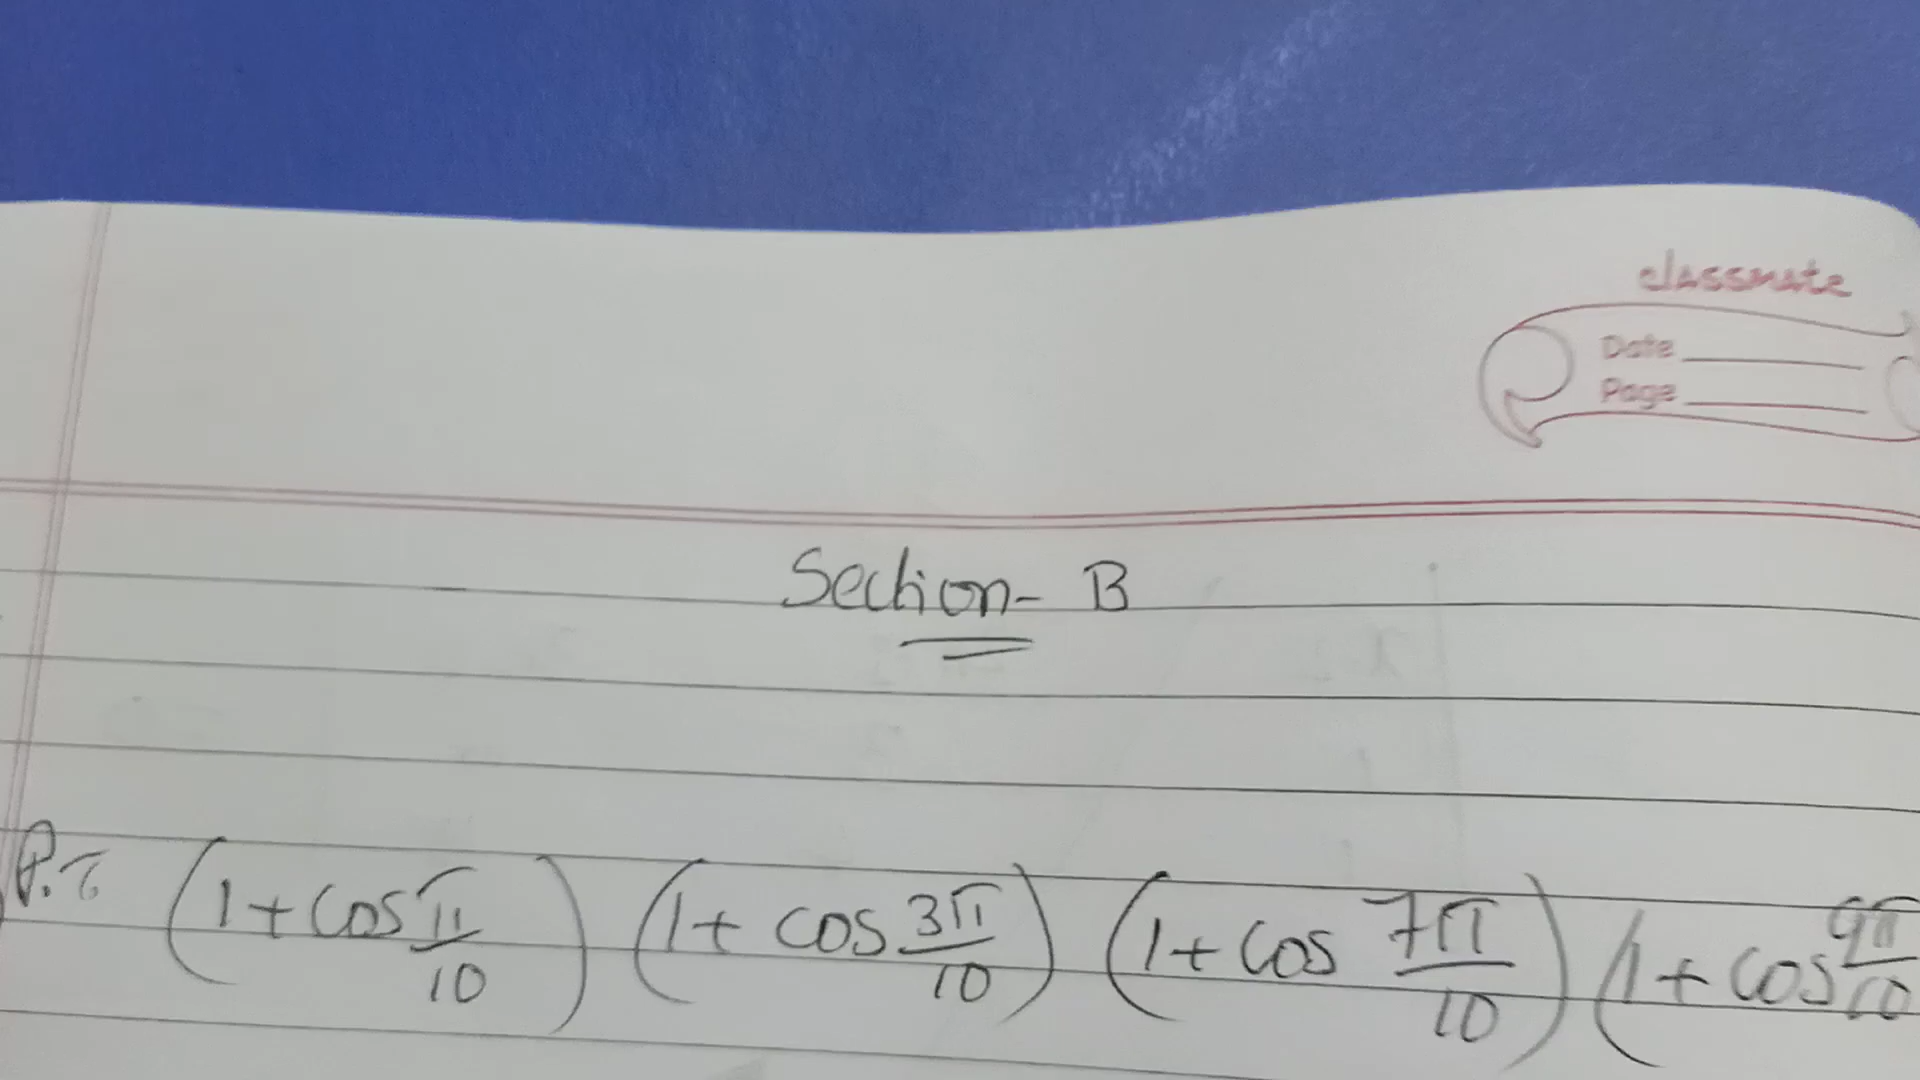 classmate
Date
Page
Section- B
P.T. (1+cos π/10) (1+ cos 3π/10) (1+ cos 7π/10) (1+ cos 9π/10